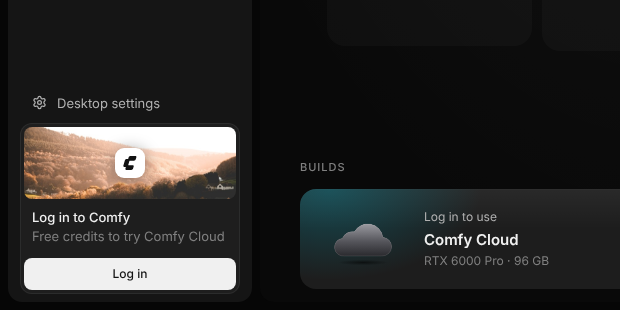 Desktop settings
Log in to Comfy
Free credits to try Comfy Cloud
Log in
BUILDS
Log in to use
Comfy Cloud
RTX 6000 Pro · 96 GB